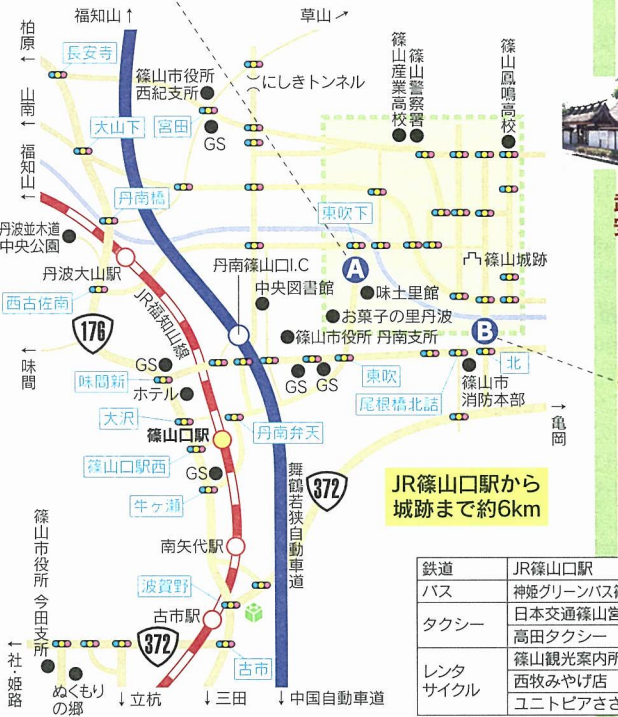 福知山↑
草山↗
柏原
←
長安寺
篠山市役所
西紀支所
にしきトンネル
篠山産業高校
篠山警察署
篠山鳳鳴高校
山南
←
大山下
宮田
GS
福知山
←
丹南橋
東吹下
丹波並木道
中央公園
丹波大山駅
丹南篠山口I.C
中央図書館
A
味土里館
篠山城跡
西古佐南
JR福知山線
お菓子の里丹波
篠山市役所 丹南支所
B
176
←
味間
GS
味間新
ホテル
GS
GS
東吹
北
尾根橋北詰
篠山市
消防本部
大沢
篠山口駅
丹南弁天
→
亀岡
篠山口駅西
GS
牛ヶ瀬
舞鶴若狭自動車道
372
JR篠山口駅から
城跡まで約6km
篠山市役所 今田支所
南矢代駅
波賀野
古市駅
372
古市
←
社・姫路
ぬくもり
の郷
↓立杭
↓三田
↓中国自動車道
鉄道 JR篠山口駅
バス 神姫グリーンバス
タクシー 日本交通篠山営
高田タクシー
レンタ
サイクル 篠山観光案内所
西牧みやげ店
ユニトピアささ